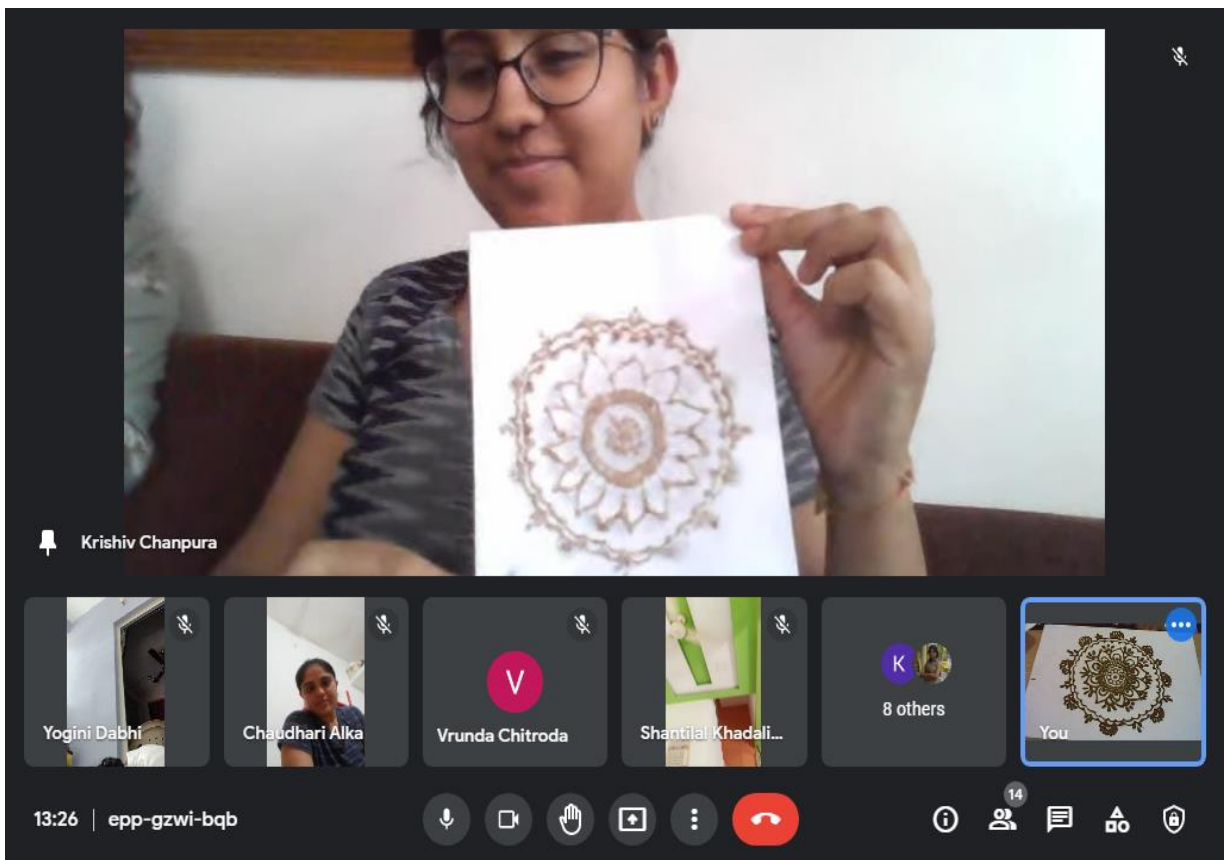 Krishiv Chanpura
Yogini Dabhi
Chaudhari Alka
V
Vrunda Chitroda
Shantilal Khadali...
K
8 others
You
13:26 | epp-gzwi-bqb
14